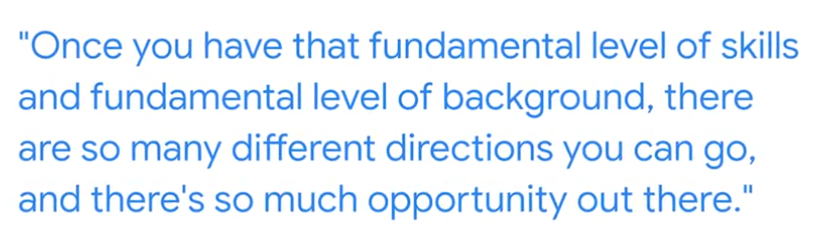 "Once you have that fundamental level of skills
and fundamental level of background, there
are so many different directions you can go,
and there's so much opportunity out there."